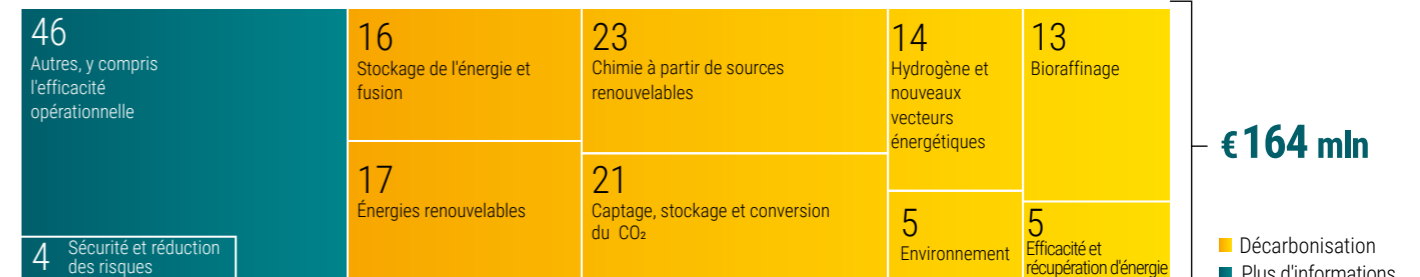 46
Autres, y compris
l'efficacité
opérationnelle
4
Sécurité et réduction
des risques
16
Stockage de l'énergie et
fusion
17
Énergies renouvelables
23
Chimie à partir de sources
renouvelables
21
Captage, stockage et conversion
du CO₂
14
Hydrogène et
nouveaux
vecteurs
énergétiques
5
Environnement
13
Bioraffinage
5
Efficacité et
récupération d'énergie
€ 164 mln
Décarbonisation
Plus d'informations